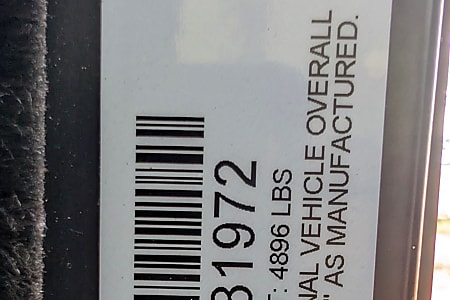 81972
: 4896 LBS
NAL VEHICLE OVERALL
" AS MANUFACTURED.